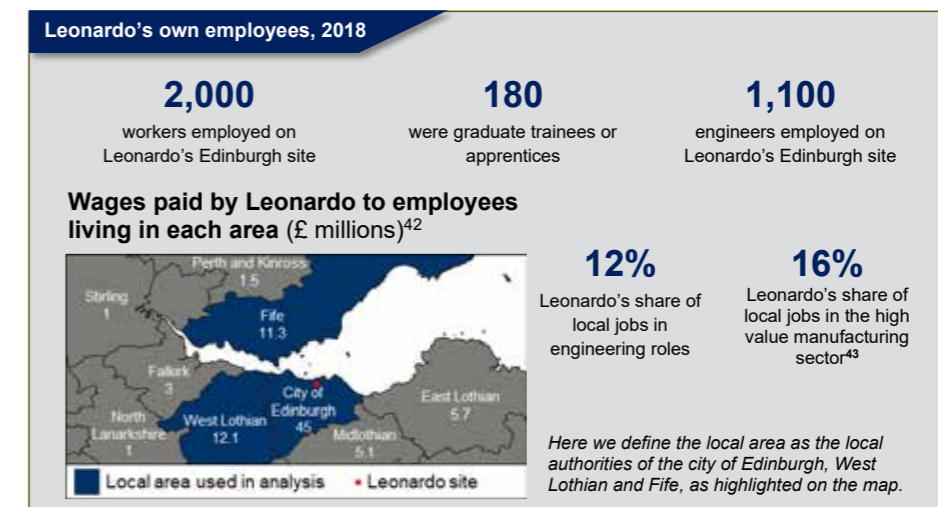 Leonardo's own employees, 2018
2,000
workers employed on
Leonardo's Edinburgh site
180
were graduate trainees or
apprentices
1,100
engineers employed on
Leonardo's Edinburgh site
Wages paid by Leonardo to employees
living in each area (£ millions)42
Perth and Kinross
1.5
Stirling
1
Fife
11.3
Falkirk
3
City of
Edinburgh
45
East Lothian
5.7
West Lothian
12.1
North
Lanarkshire
1
Midlothian
5.1
Local area used in analysis
Leonardo site
12%
Leonardo's share of
local jobs in
engineering roles
16%
Leonardo's share of
local jobs in the high
value manufacturing
sector43
Here we define the local area as the local
authorities of the city of Edinburgh, West
Lothian and Fife, as highlighted on the map.